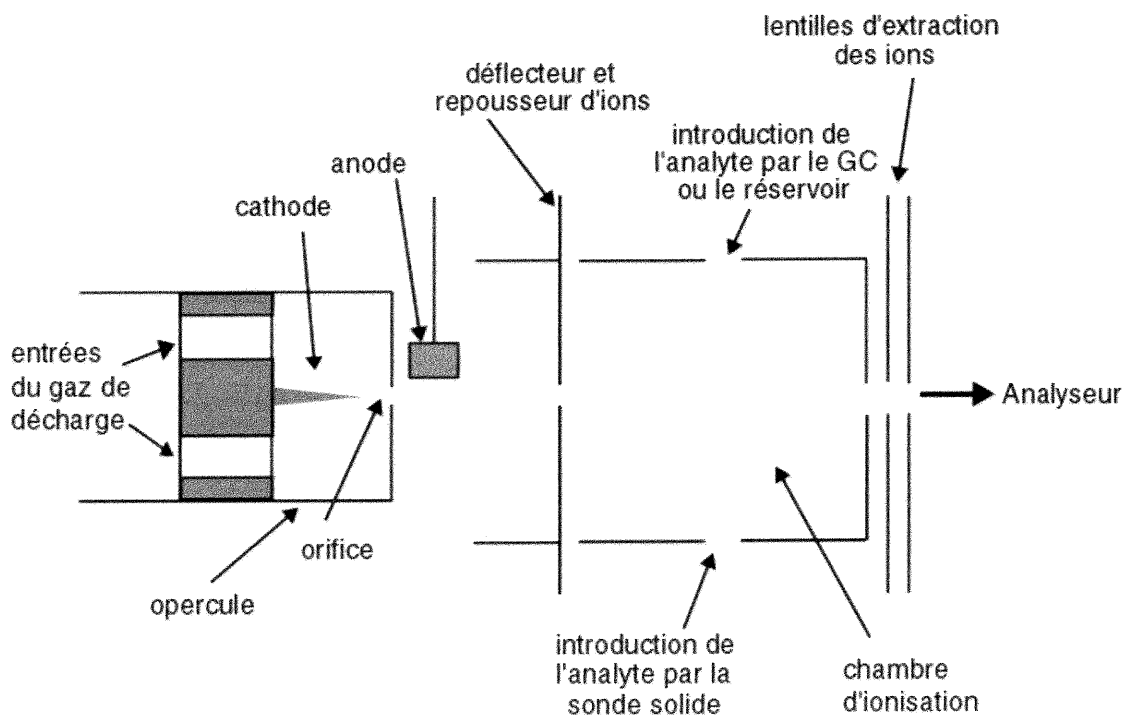 lentilles d'extraction
des ions
déflecteur et
repousseur d'ions
introduction de
l'analyte par le GC
ou le réservoir
anode
cathode
entrées
du gaz de
décharge
Analyseur
orifice
opercule
introduction de
l'analyte par la
sonde solide
chambre
d'ionisation